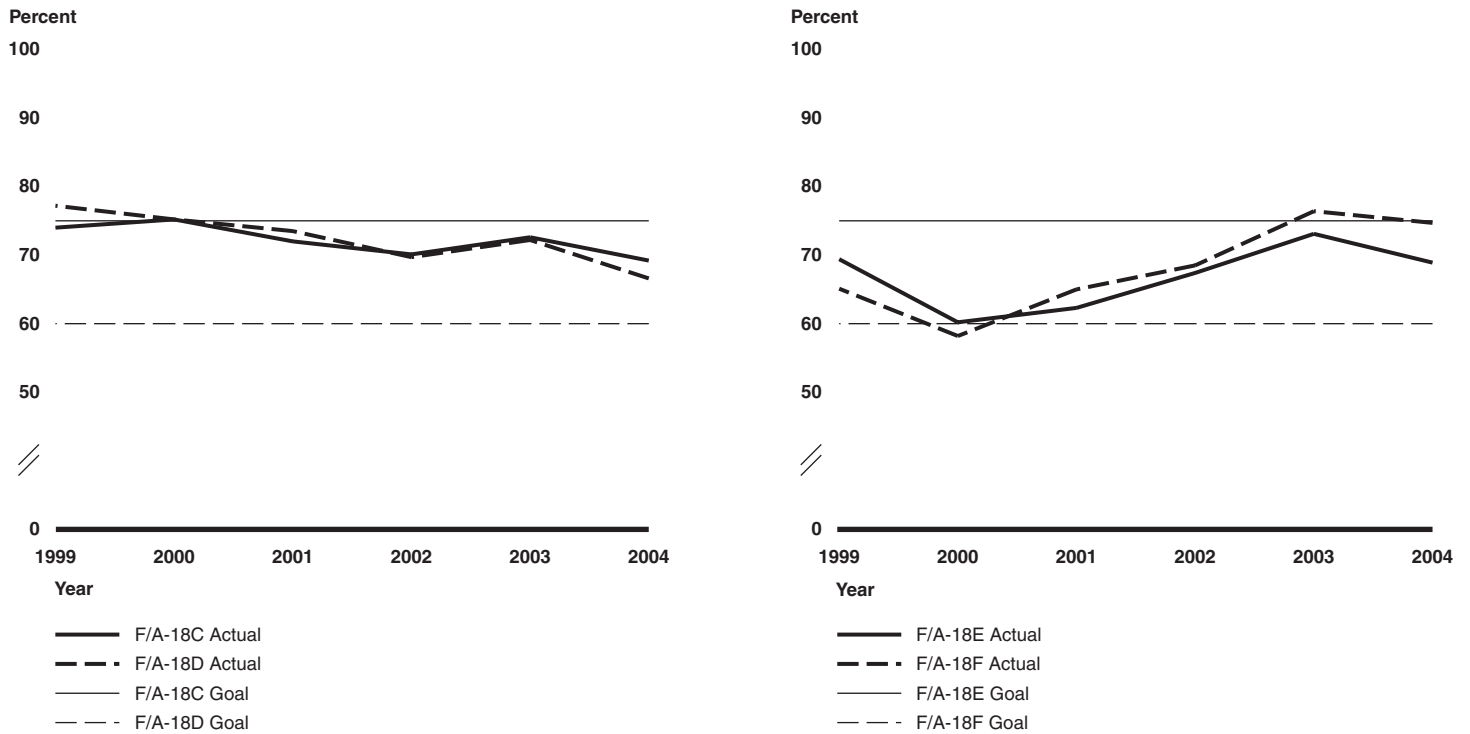 Percent
100
90
80
70
60
50
0
1999 2000 2001 2002 2003 2004
Year
F/A-18C Actual
F/A-18D Actual
F/A-18C Goal
F/A-18D Goal
Percent
100
90
80
70
60
50
0
1999 2000 2001 2002 2003 2004
Year
F/A-18E Actual
F/A-18F Actual
F/A-18E Goal
F/A-18F Goal